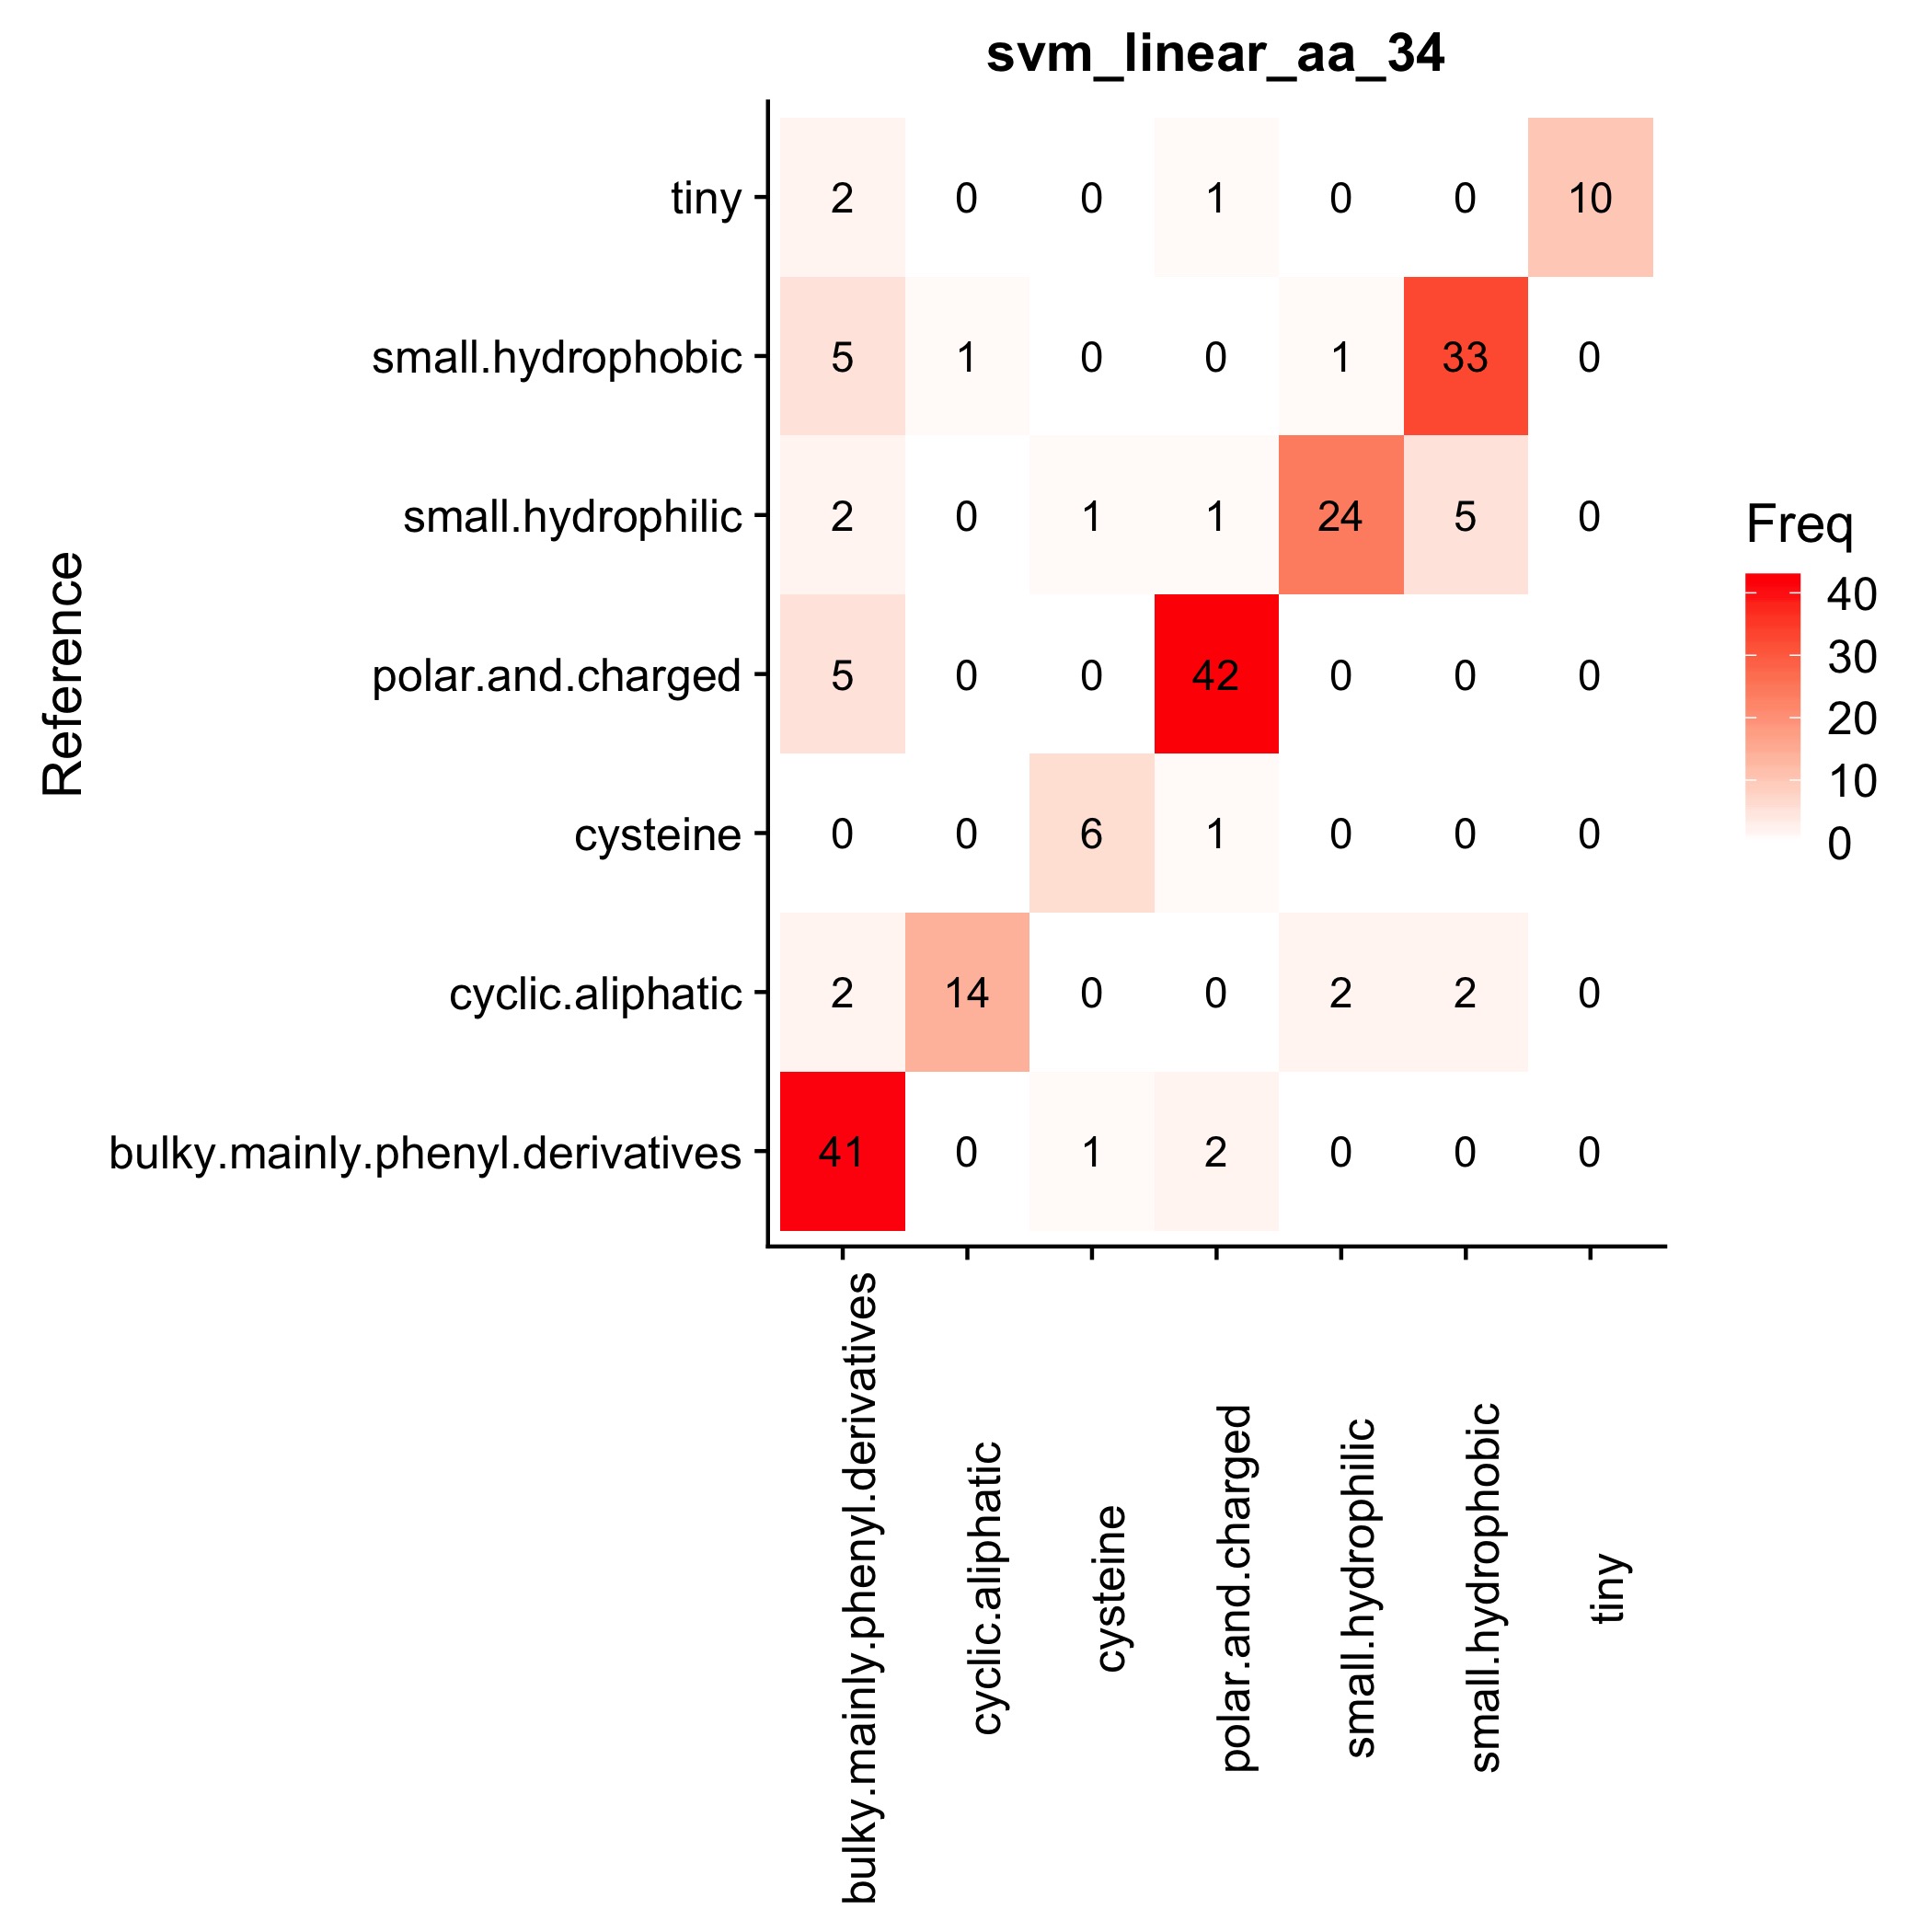 svm_linear_aa_34
tiny 2 0 0 1 0 0 10
small.hydrophobic 5 1 0 0 1 33 0
small.hydrophilic 2 0 1 1 24 5 0
polar.and.charged 5 0 0 42 0 0 0
cysteine 0 0 6 1 0 0 0
cyclic.aliphatic 2 14 0 0 2 2 0
bulky.mainly.phenyl.derivatives 41 0 1 2 0 0 0
Reference
bulky.mainly.phenyl.derivatives
cyclic.aliphatic
cysteine
polar.and.charged
small.hydrophilic
small.hydrophobic
tiny
Freq
40
30
20
10
0